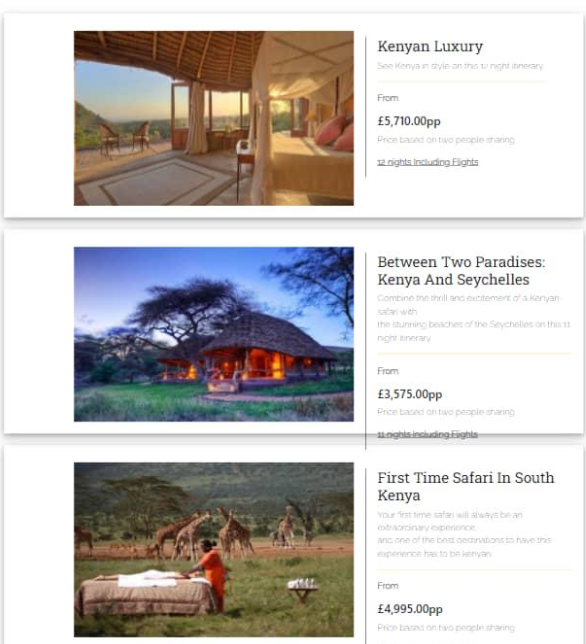 Kenyan Luxury
See Kenya in style on this 12 night itinerary
From
£5,710.00pp
Price based on two people sharing
12 nights Including Flights
Between Two Paradises:
Kenya And Seychelles
Combine the thrill and excitement of a Kenyan
safari with
the stunning beaches of the Seychelles on this 11
night itinerary
From
£3,575.00pp
Price based on two people sharing
11 nights Including Flights
First Time Safari In South
Kenya
Your first time safari will always be an
extraordinary experience,
and one of the best destinations to have this
experience has to be kenyan.
From
£4,995.00pp
Price based on two people sharing